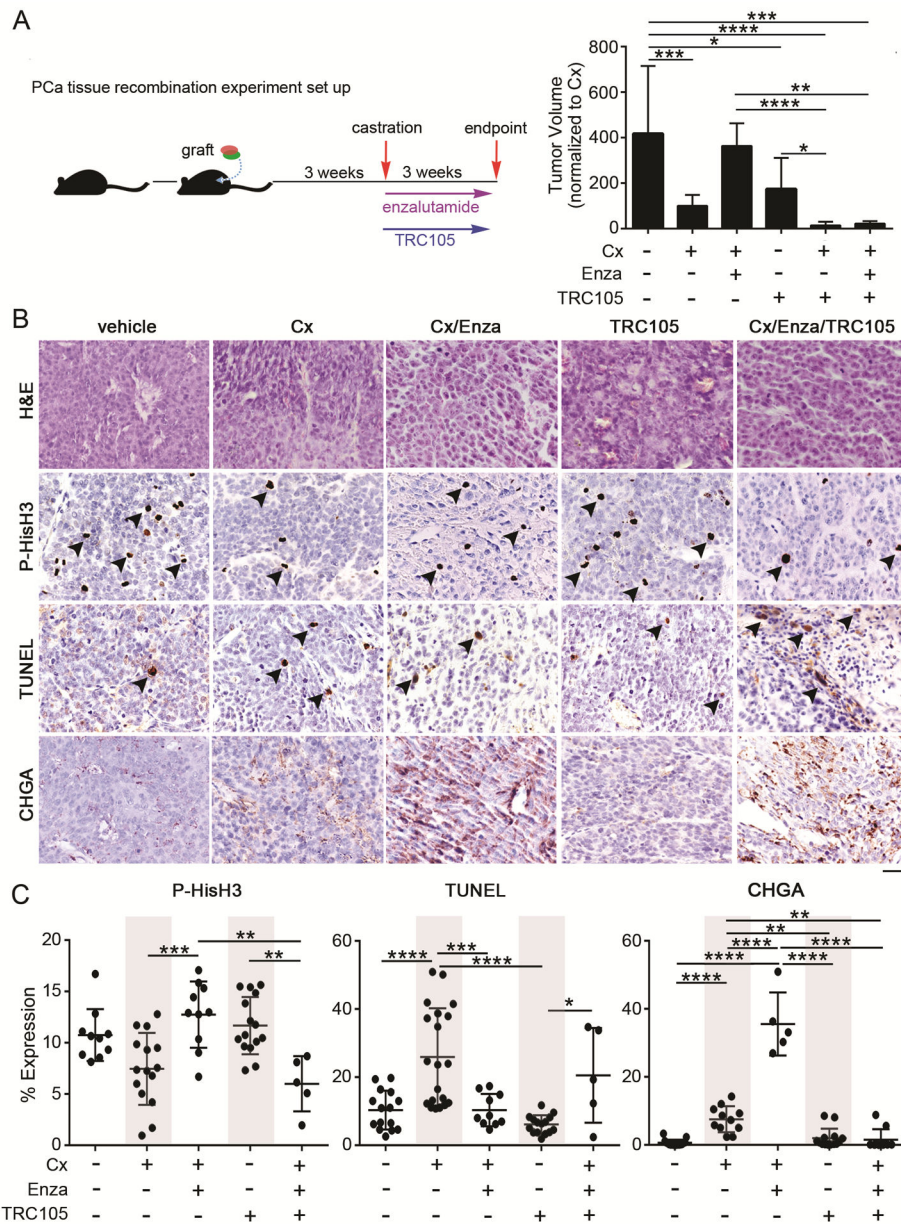 A
PCa tissue recombination experiment set up
graft
castration
endpoint
3 weeks
3 weeks
enzalutamide
TRC105
Tumor Volume
(normalized to Cx)
800
600
400
200
0
***
****
*
***
**
****
*
Cx - + + - + +
Enza - - + - - +
TRC105 - - - + + +
B
vehicle Cx Cx/Enza TRC105 Cx/Enza/TRC105
H&E
P-HisH3
TUNEL
CHGA
C
P-HisH3 TUNEL CHGA
% Expression
20
15
10
5
0
*** ** **
60
40
20
0
**** *** **** *
60
40
20
0
**
**
**** ****
**** ****
****
Cx - + + - + - + + - + - + + - +
Enza - - + - + - - + - + - - + - +
TRC105 - - - + + - - - + + - - - + +